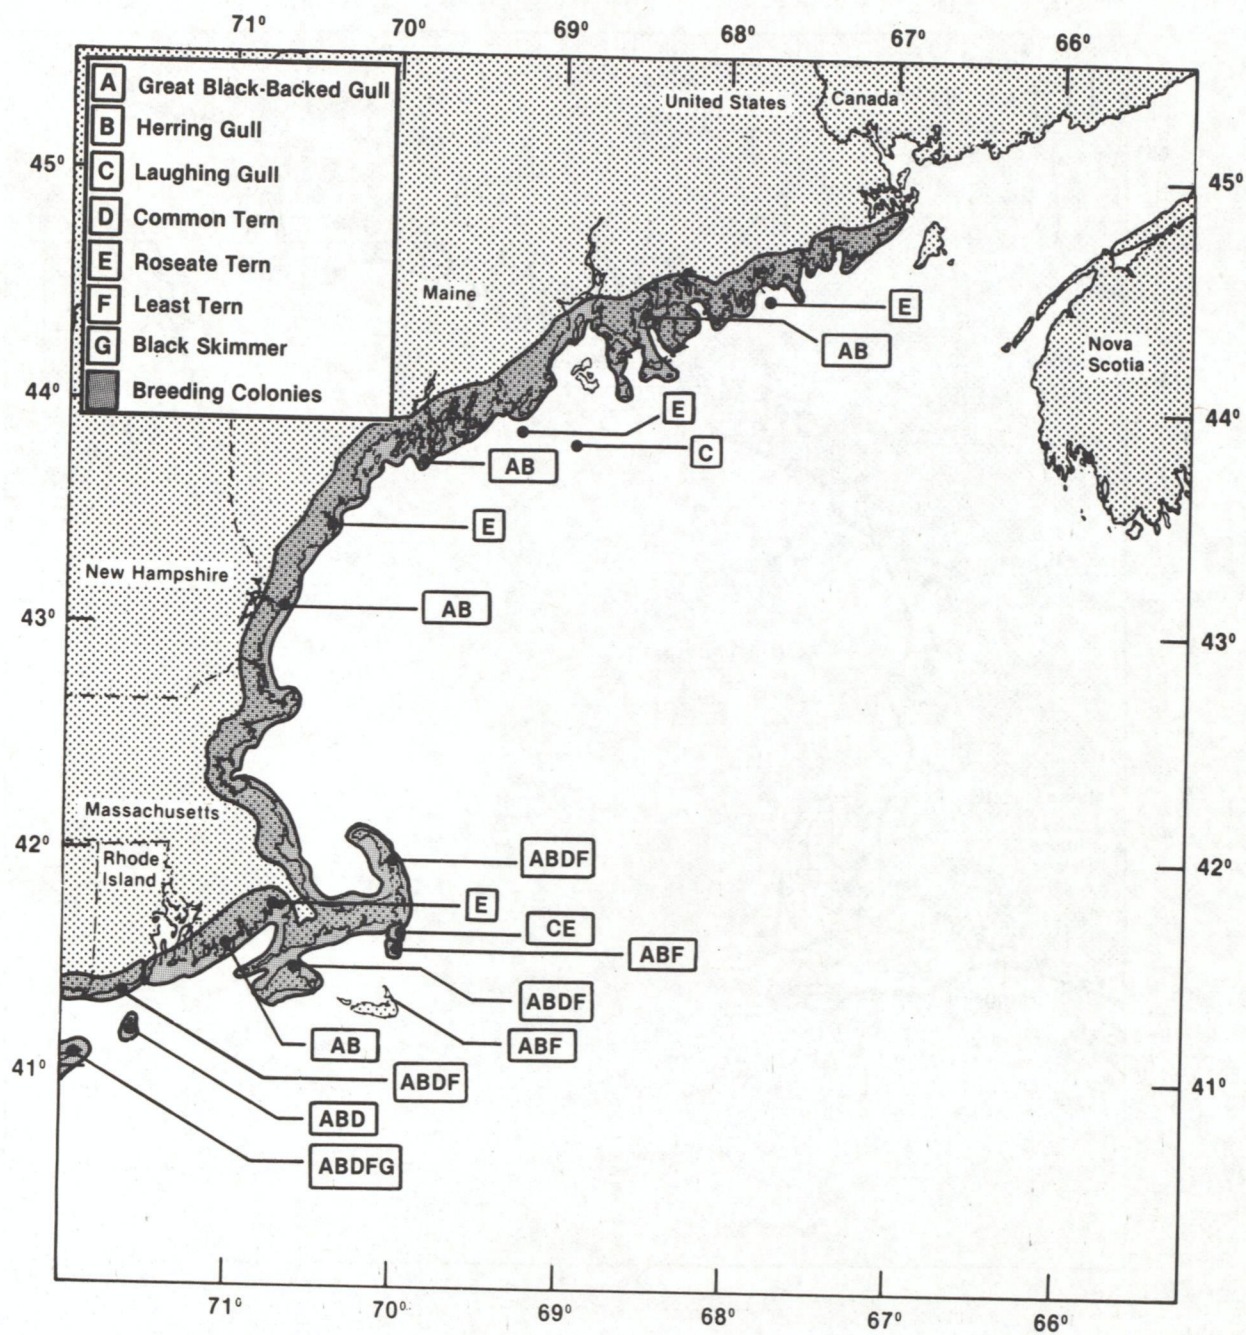 71° 70° 69° 68° 67° 66°
A Great Black-Backed Gull
B Herring Gull
C Laughing Gull
D Common Tern
E Roseate Tern
F Least Tern
G Black Skimmer
Breeding Colonies
United States
Canada
45°
45°
Maine
E
AB
Nova
Scotia
44°
44°
E
C
AB
E
New Hampshire
AB
43°
43°
Massachusetts
42°
42°
Rhode
Island
ABDF
E
CE
ABF
ABDF
AB
ABF
41°
41°
ABDF
ABD
ABDFG
71° 70° 69° 68° 67° 66°